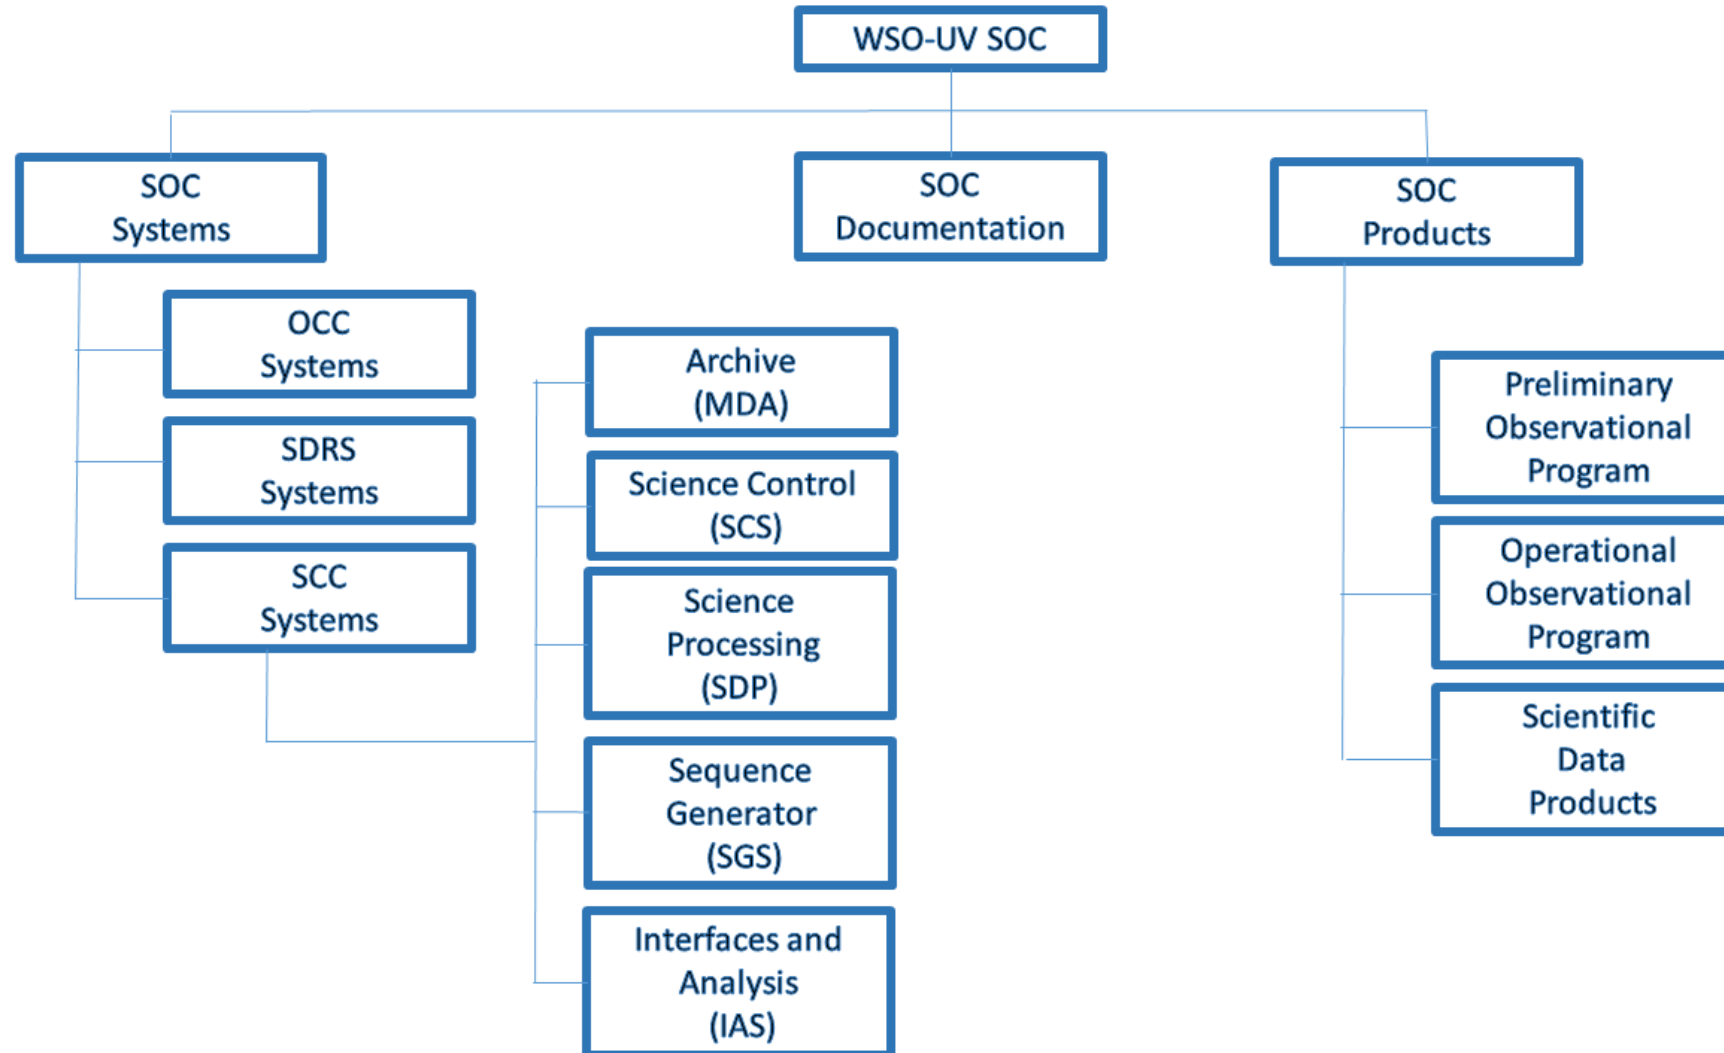 WSO-UV SOC
SOC
Systems
SOC
Documentation
SOC
Products
OCC
Systems
SDRS
Systems
SCC
Systems
Archive
(MDA)
Science Control
(SCS)
Science
Processing
(SDP)
Sequence
Generator
(SGS)
Interfaces and
Analysis
(IAS)
Preliminary
Observational
Program
Operational
Observational
Program
Scientific
Data
Products